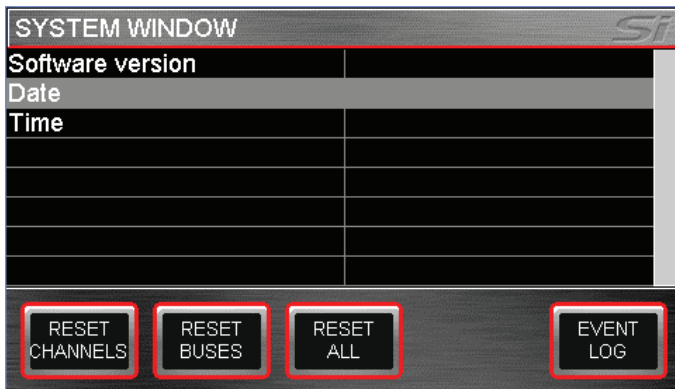 SYSTEM WINDOW
Si
Software version
Date
Time
RESET
CHANNELS
RESET
BUSES
RESET
ALL
EVENT
LOG